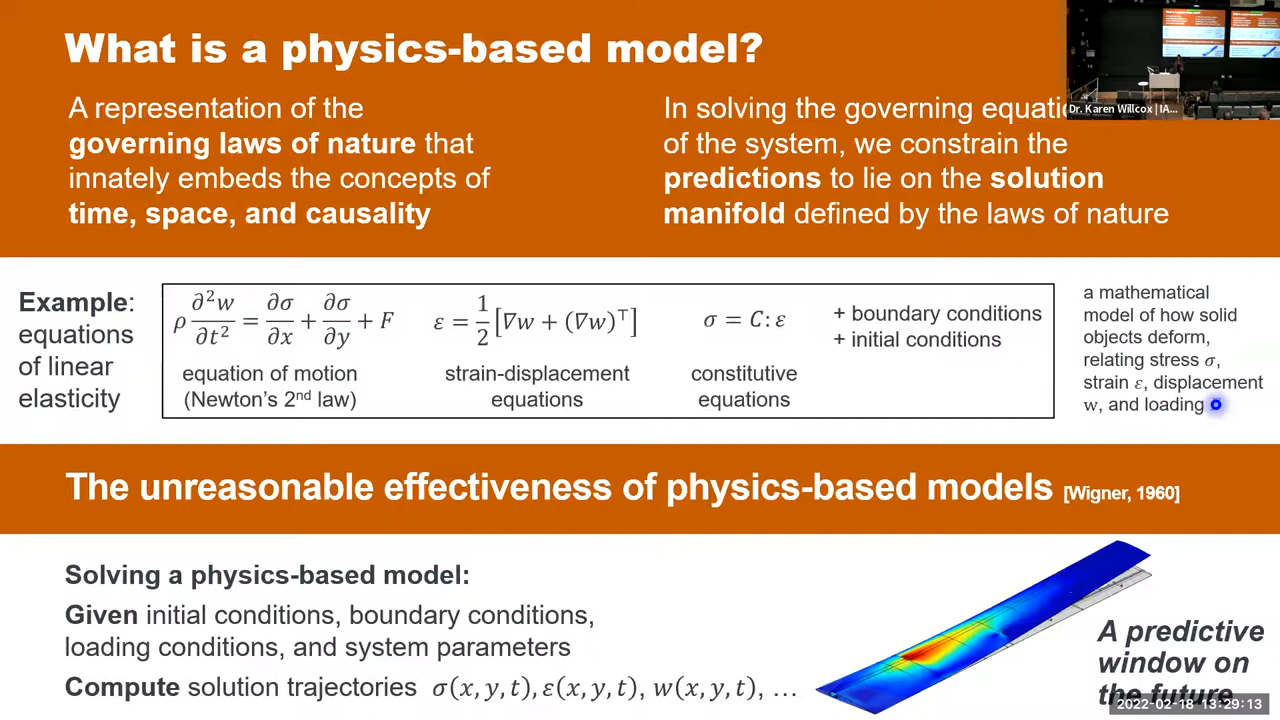 What is a physics-based model?
A representation of the
governing laws of nature that
innately embeds the concepts of
time, space, and causality
In solving the governing equati
of the system, we constrain the
predictions to lie on the solution
manifold defined by the laws of nature
Dr. Karen Willcox | IA...
Example:
equations
of linear
elasticity
ρ ∂²w/∂t² = ∂σ/∂x + ∂σ/∂y + F
equation of motion
(Newton's 2nd law)
ε = 1/2 [∇w + (∇w)ᵀ]
strain-displacement
equations
σ = C: ε
constitutive
equations
+ boundary conditions
+ initial conditions
a mathematical
model of how solid
objects deform,
relating stress σ,
strain ε, displacement
w, and loading
The unreasonable effectiveness of physics-based models [Wigner, 1960]
Solving a physics-based model:
Given initial conditions, boundary conditions,
loading conditions, and system parameters
Compute solution trajectories σ(x, y, t), ε(x, y, t), w(x, y, t), …
A predictive
window on
the future
2022-02-18 13:29:13